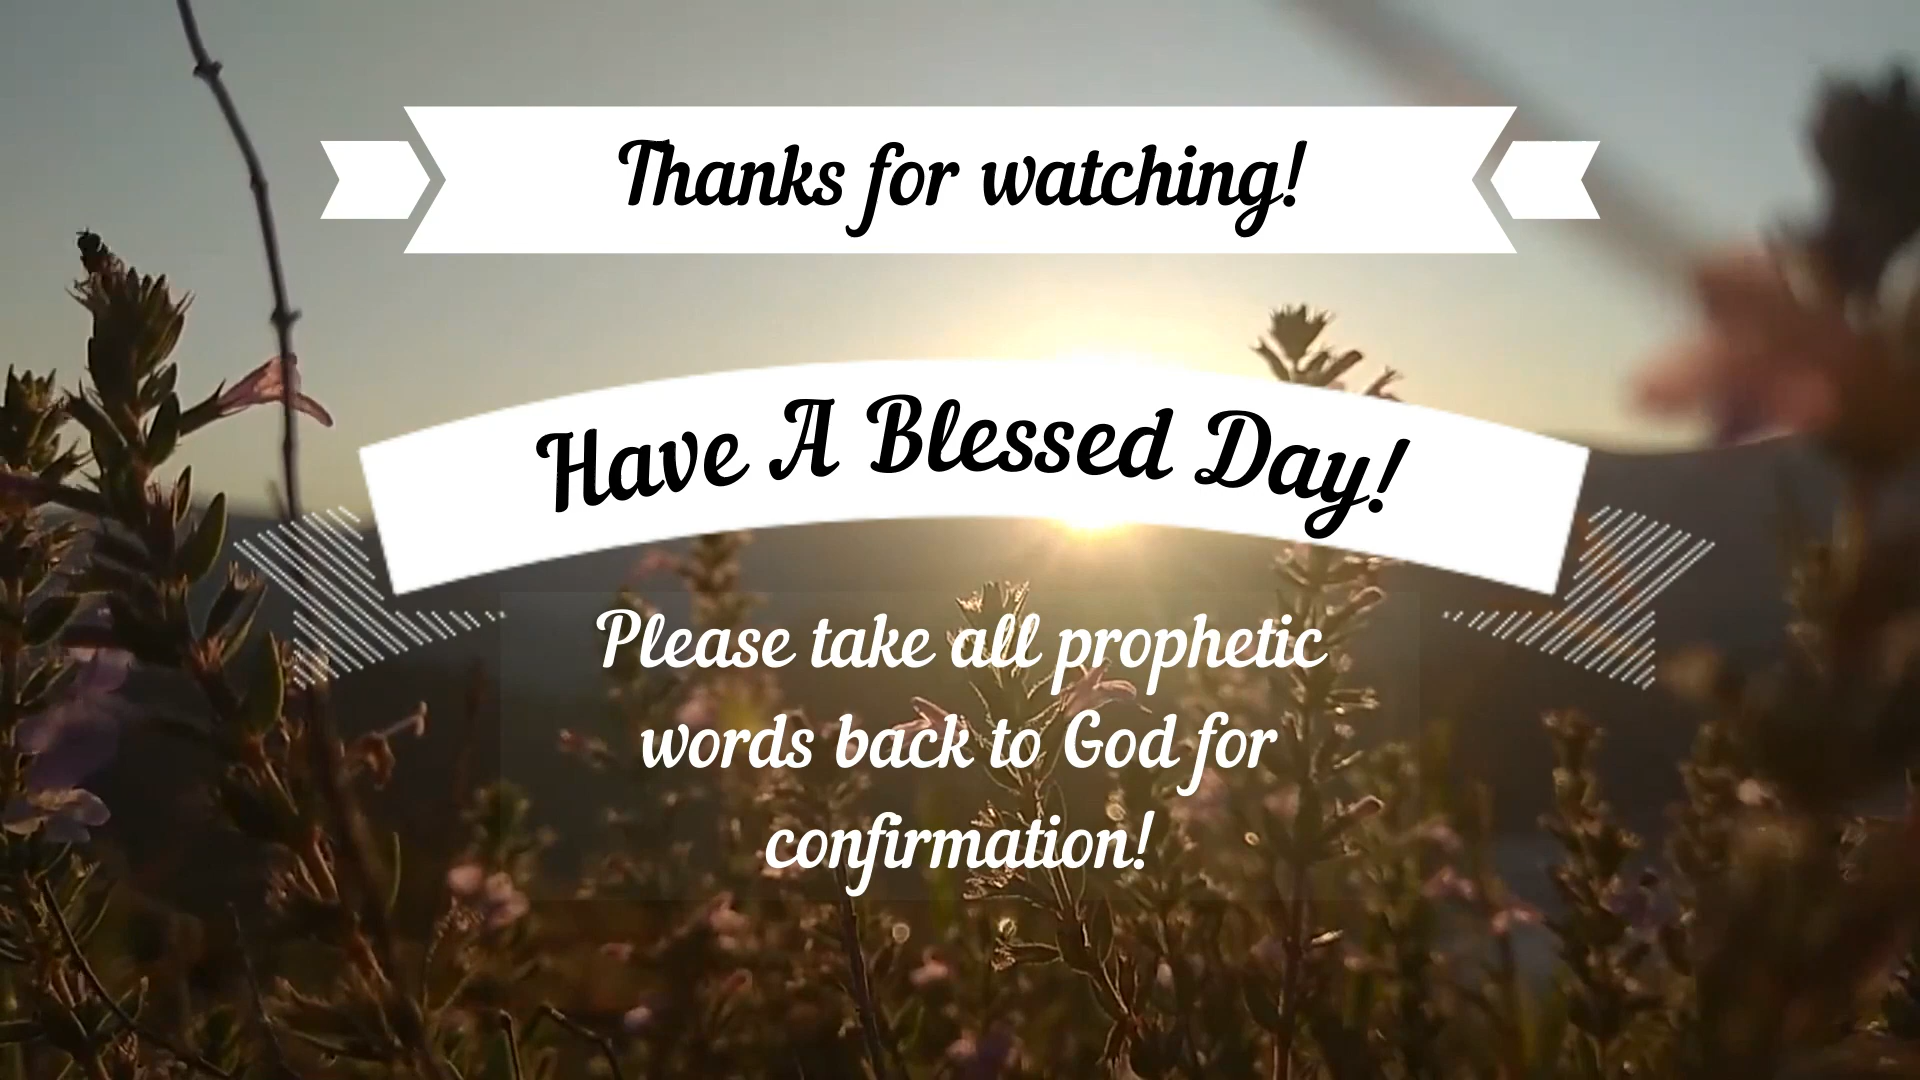 Thanks for watching!
Have A Blessed Day!
Please take all prophetic
words back to God for
confirmation!